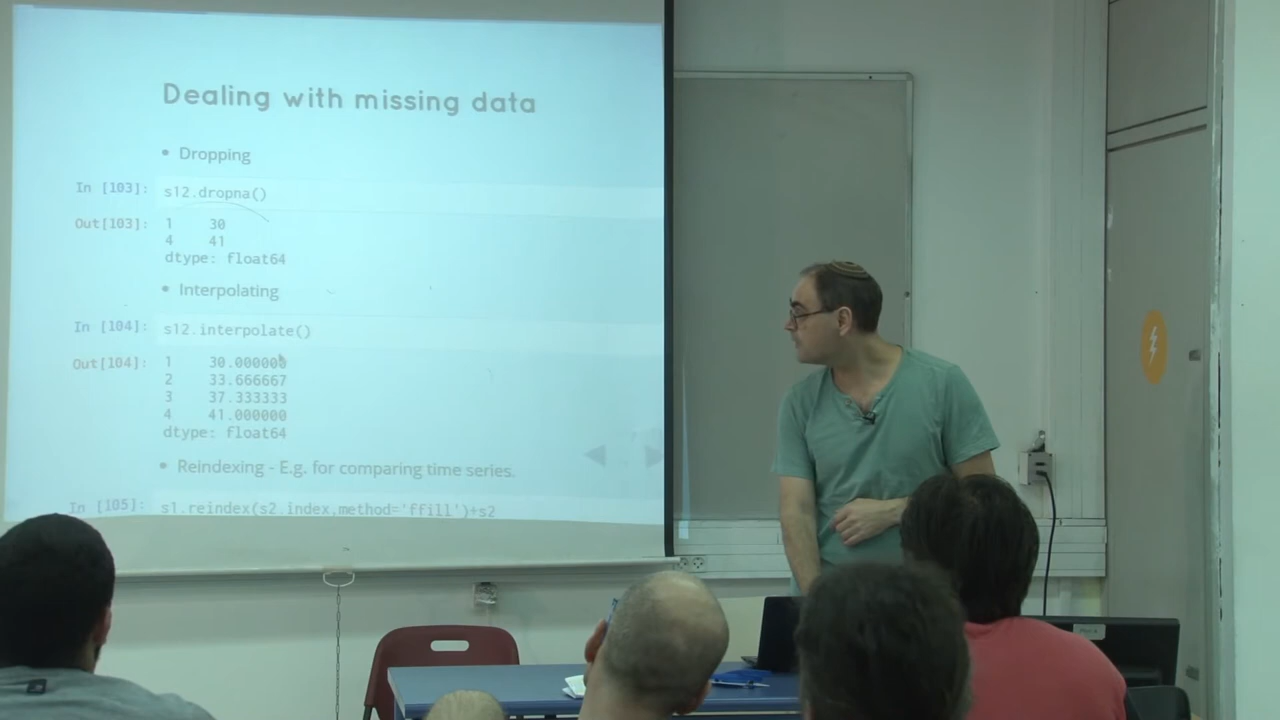 Dealing with missing data
• Dropping
In [103]: s12.dropna()
Out[103]: 1 30
4 41
dtype: float64
• Interpolating
In [104]: s12.interpolate()
Out[104]: 1 30.000000
2 33.666667
3 37.333333
4 41.000000
dtype: float64
• Reindexing - E.g. for comparing time series.
In [105]: s1.reindex(s2.index,method='ffill')+s2